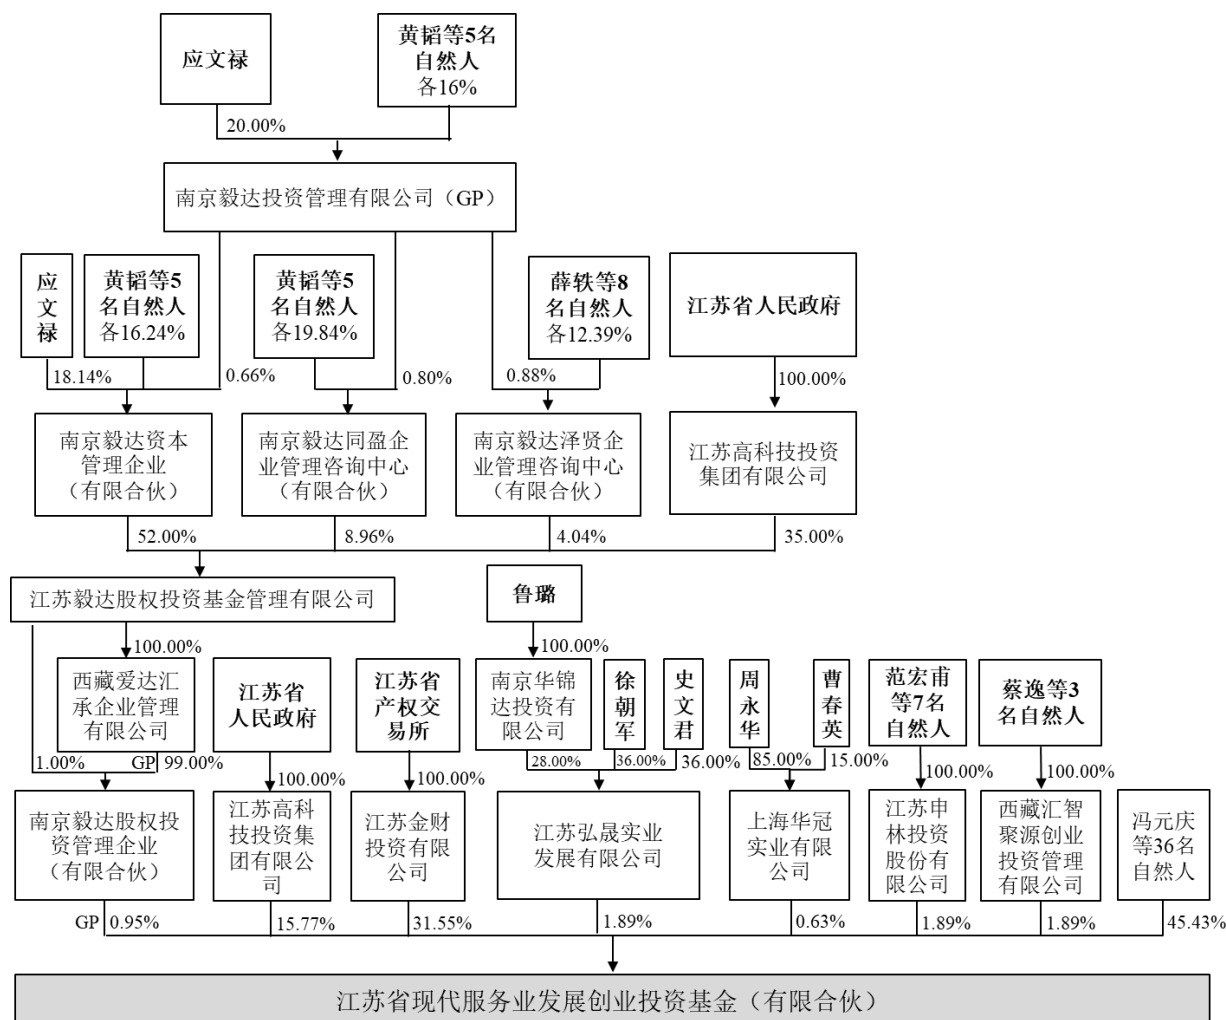 应文禄
黄韬等5名
自然人
各16%
20.00%
南京毅达投资管理有限公司（GP）
应
文
禄
黄韬等5
名自然人
各16.24%
黄韬等5
名自然人
各19.84%
薛轶等8
名自然人
各12.39%
江苏省人民政府
18.14%
0.66%
0.80%
0.88%
100.00%
南京毅达资本
管理企业
（有限合伙）
南京毅达同盈企
业管理咨询中心
（有限合伙）
南京毅达泽贤企
业管理咨询中心
（有限合伙）
江苏高科技投资
集团有限公司
52.00%
8.96%
4.04%
35.00%
江苏毅达股权投资基金管理有限公司
鲁璐
100.00%
100.00%
西藏爱达汇
承企业管理
有限公司
江苏省
人民政府
江苏省
产权交
易所
南京华锦
达投资有
限公司
徐
朝
军
史
文
君
周
永
华
曹
春
英
范宏甫
等7名
自然人
蔡逸等3
名自然人
1.00%
GP
99.00%
100.00%
100.00%
28.00%
36.00%
36.00%
85.00%
15.00%
100.00%
100.00%
南京毅达股权投
资管理企业
（有限合伙）
江苏高科
技投资集
团有限公
司
江苏金财
投资有限
公司
江苏弘晟实业
发展有限公司
上海华冠
实业有限
公司
江苏申
林投资
股份有
限公司
西藏汇智
聚源创业
投资管理
有限公司
冯元庆
等36名
自然人
GP
0.95%
15.77%
31.55%
1.89%
0.63%
1.89%
1.89%
45.43%
江苏省现代服务业发展创业投资基金（有限合伙）